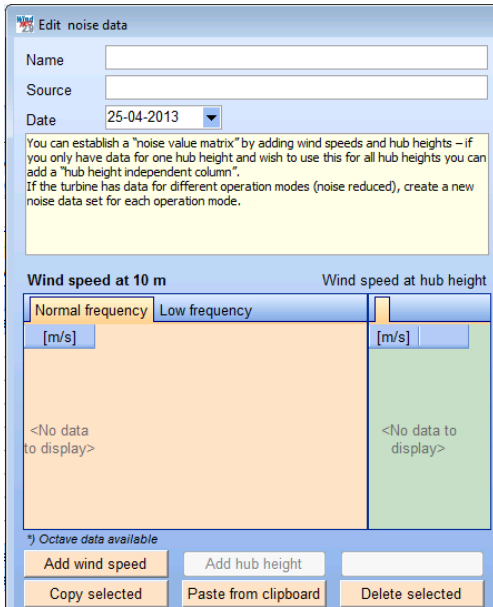 Edit noise data
Name
Source
Date 25-04-2013
You can establish a "noise value matrix" by adding wind speeds and hub heights – if
you only have data for one hub height and wish to use this for all hub heights you can
add a "hub height independent column".
If the turbine has data for different operation modes (noise reduced), create a new
noise data set for each operation mode.
Wind speed at 10 m Wind speed at hub height
Normal frequency Low frequency
[m/s] [m/s]
<No data <No data to
to display> display>
*) Octave data available
Add wind speed Add hub height
Copy selected Paste from clipboard Delete selected